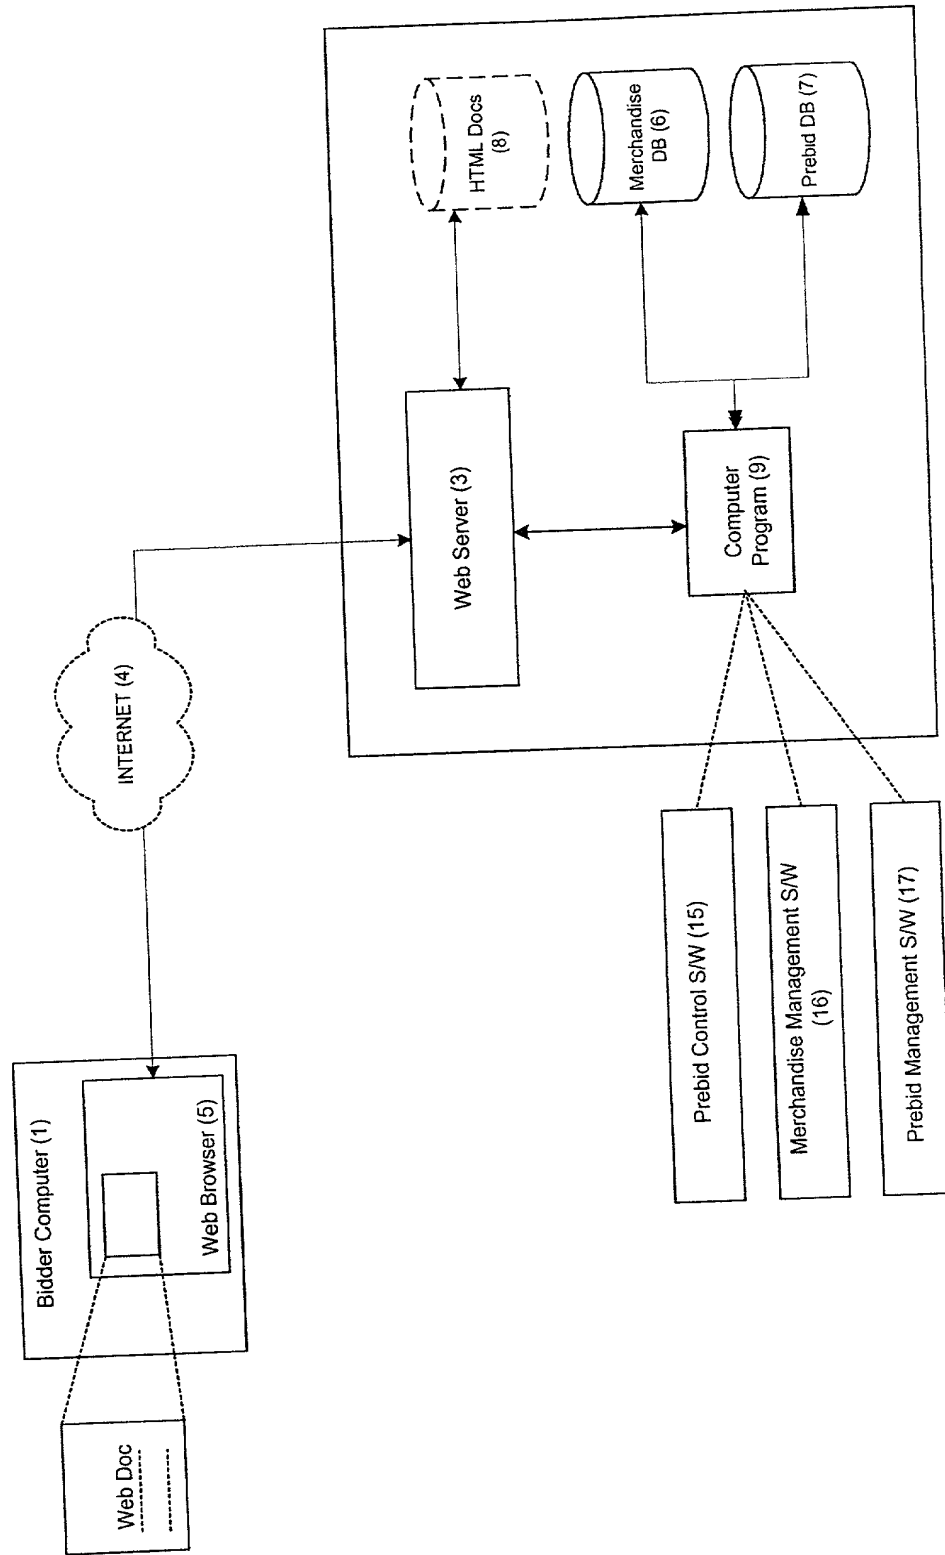 Web Doc
Bidder Computer (1)
Web Browser (5)
INTERNET (4)
Web Server (3)
HTML Docs
(8)
Merchandise
DB (6)
Prebid DB (7)
Computer
Program (9)
Prebid Control S/W (15)
Merchandise Management S/W
(16)
Prebid Management S/W (17)